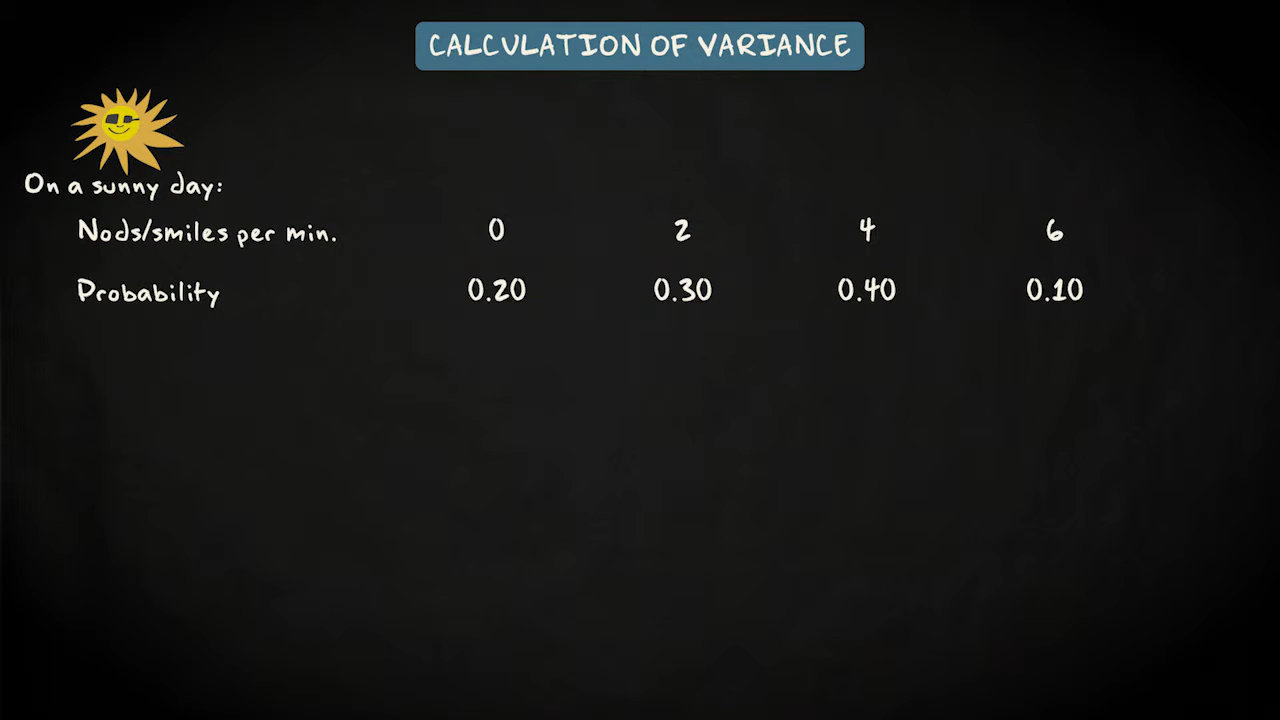 CALCULATION OF VARIANCE
On a sunny day:
Nods/smiles per min. 0 2 4 6
Probability 0.20 0.30 0.40 0.10